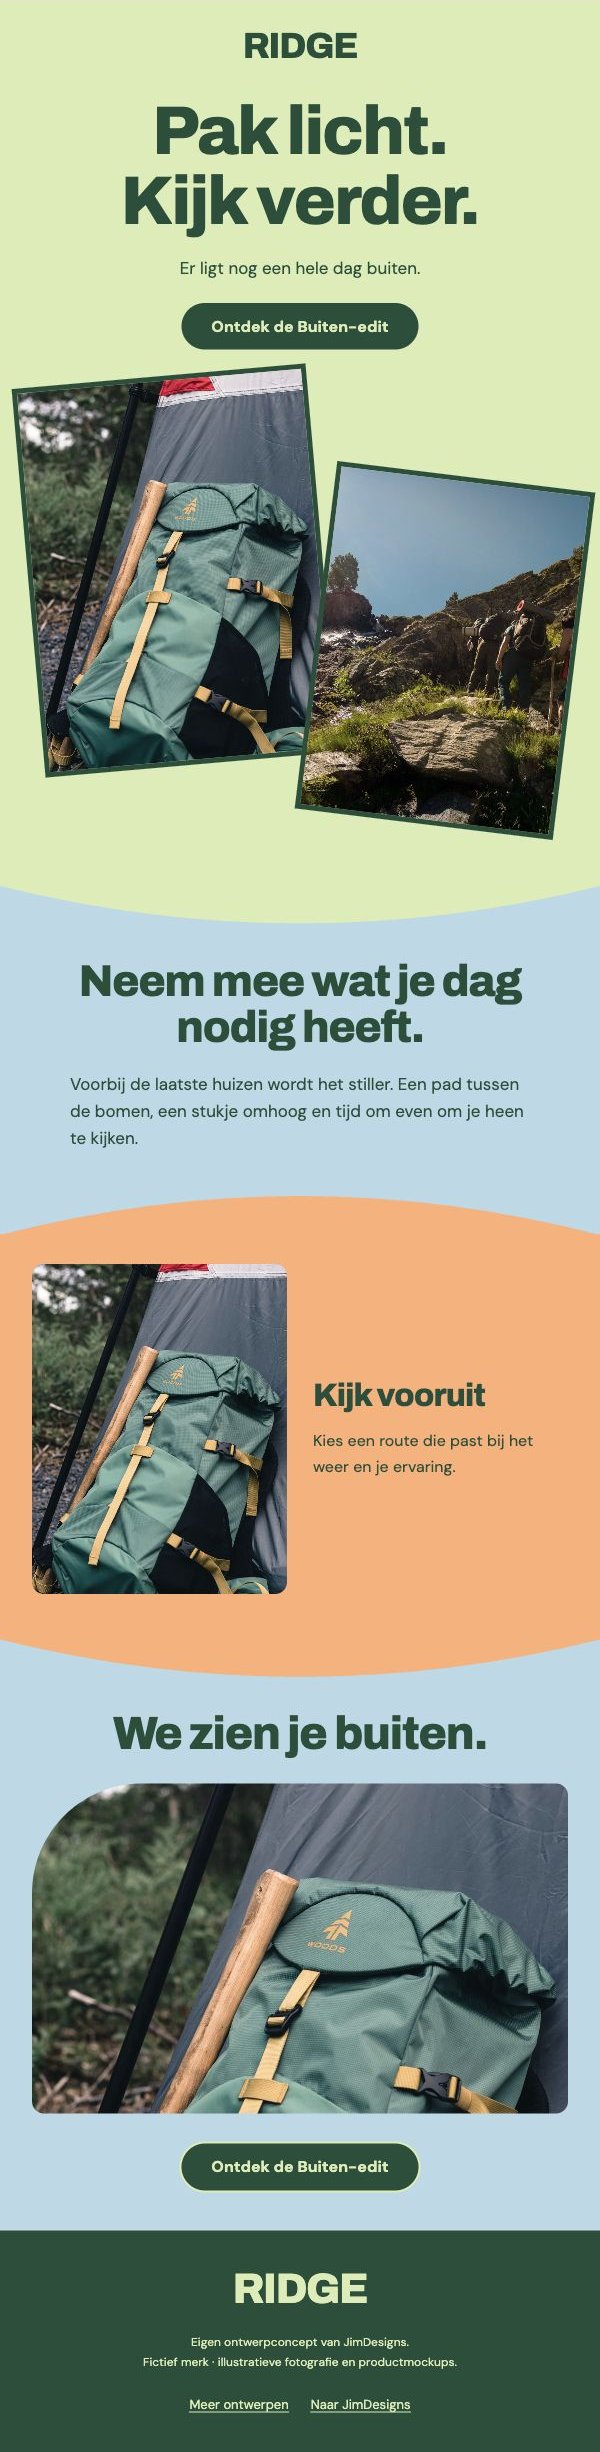 RIDGE
Pak licht.
Kijk verder.
Er ligt nog een hele dag buiten.
Ontdek de Buiten-edit
Neem mee wat je dag
nodig heeft.
Voorbij de laatste huizen wordt het stiller. Een pad tussen
de bomen, een stukje omhoog en tijd om even om je heen
te kijken.
Kijk vooruit
Kies een route die past bij het
weer en je ervaring.
We zien je buiten.
WOODS
Ontdek de Buiten-edit
RIDGE
Eigen ontwerpconcept van JimDesigns.
Fictief merk · illustratieve fotografie en productmockups.
Meer ontwerpen Naar JimDesigns